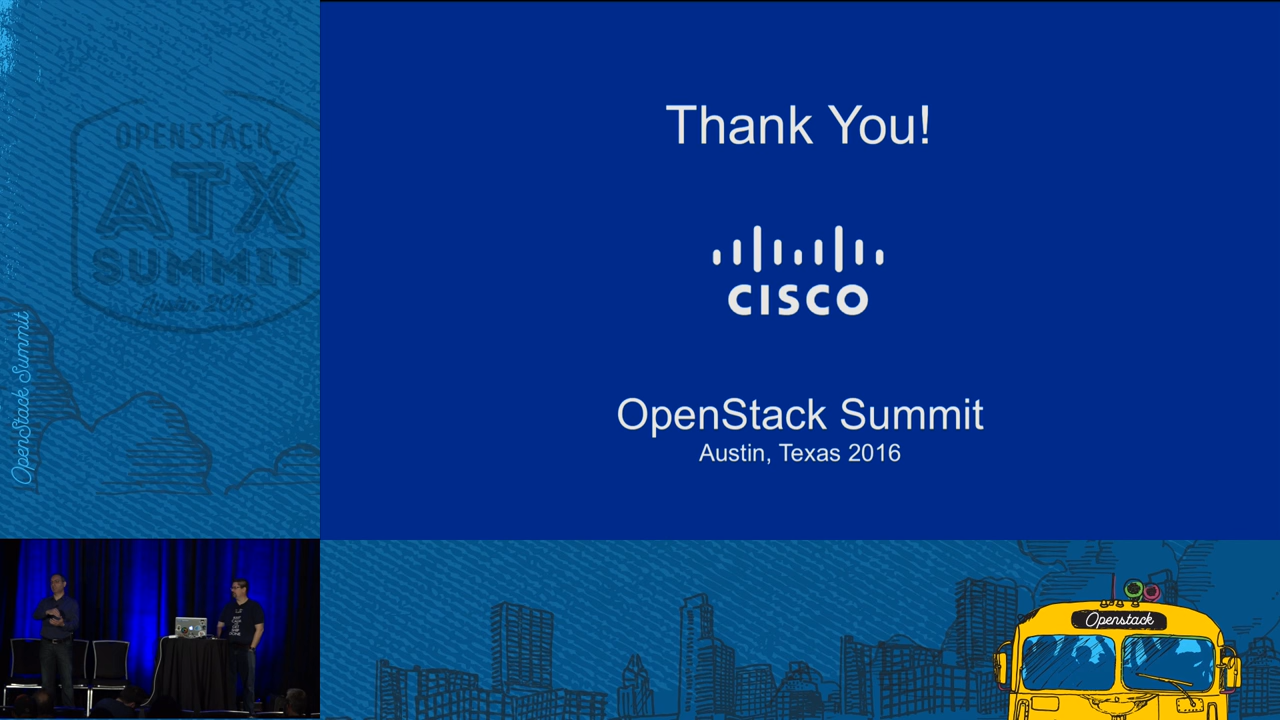 OPENSTACK
ATX
SUMMIT
Austin 2016
OpenStack Summit
Thank You!
CISCO
OpenStack Summit
Austin, Texas 2016
Openstack